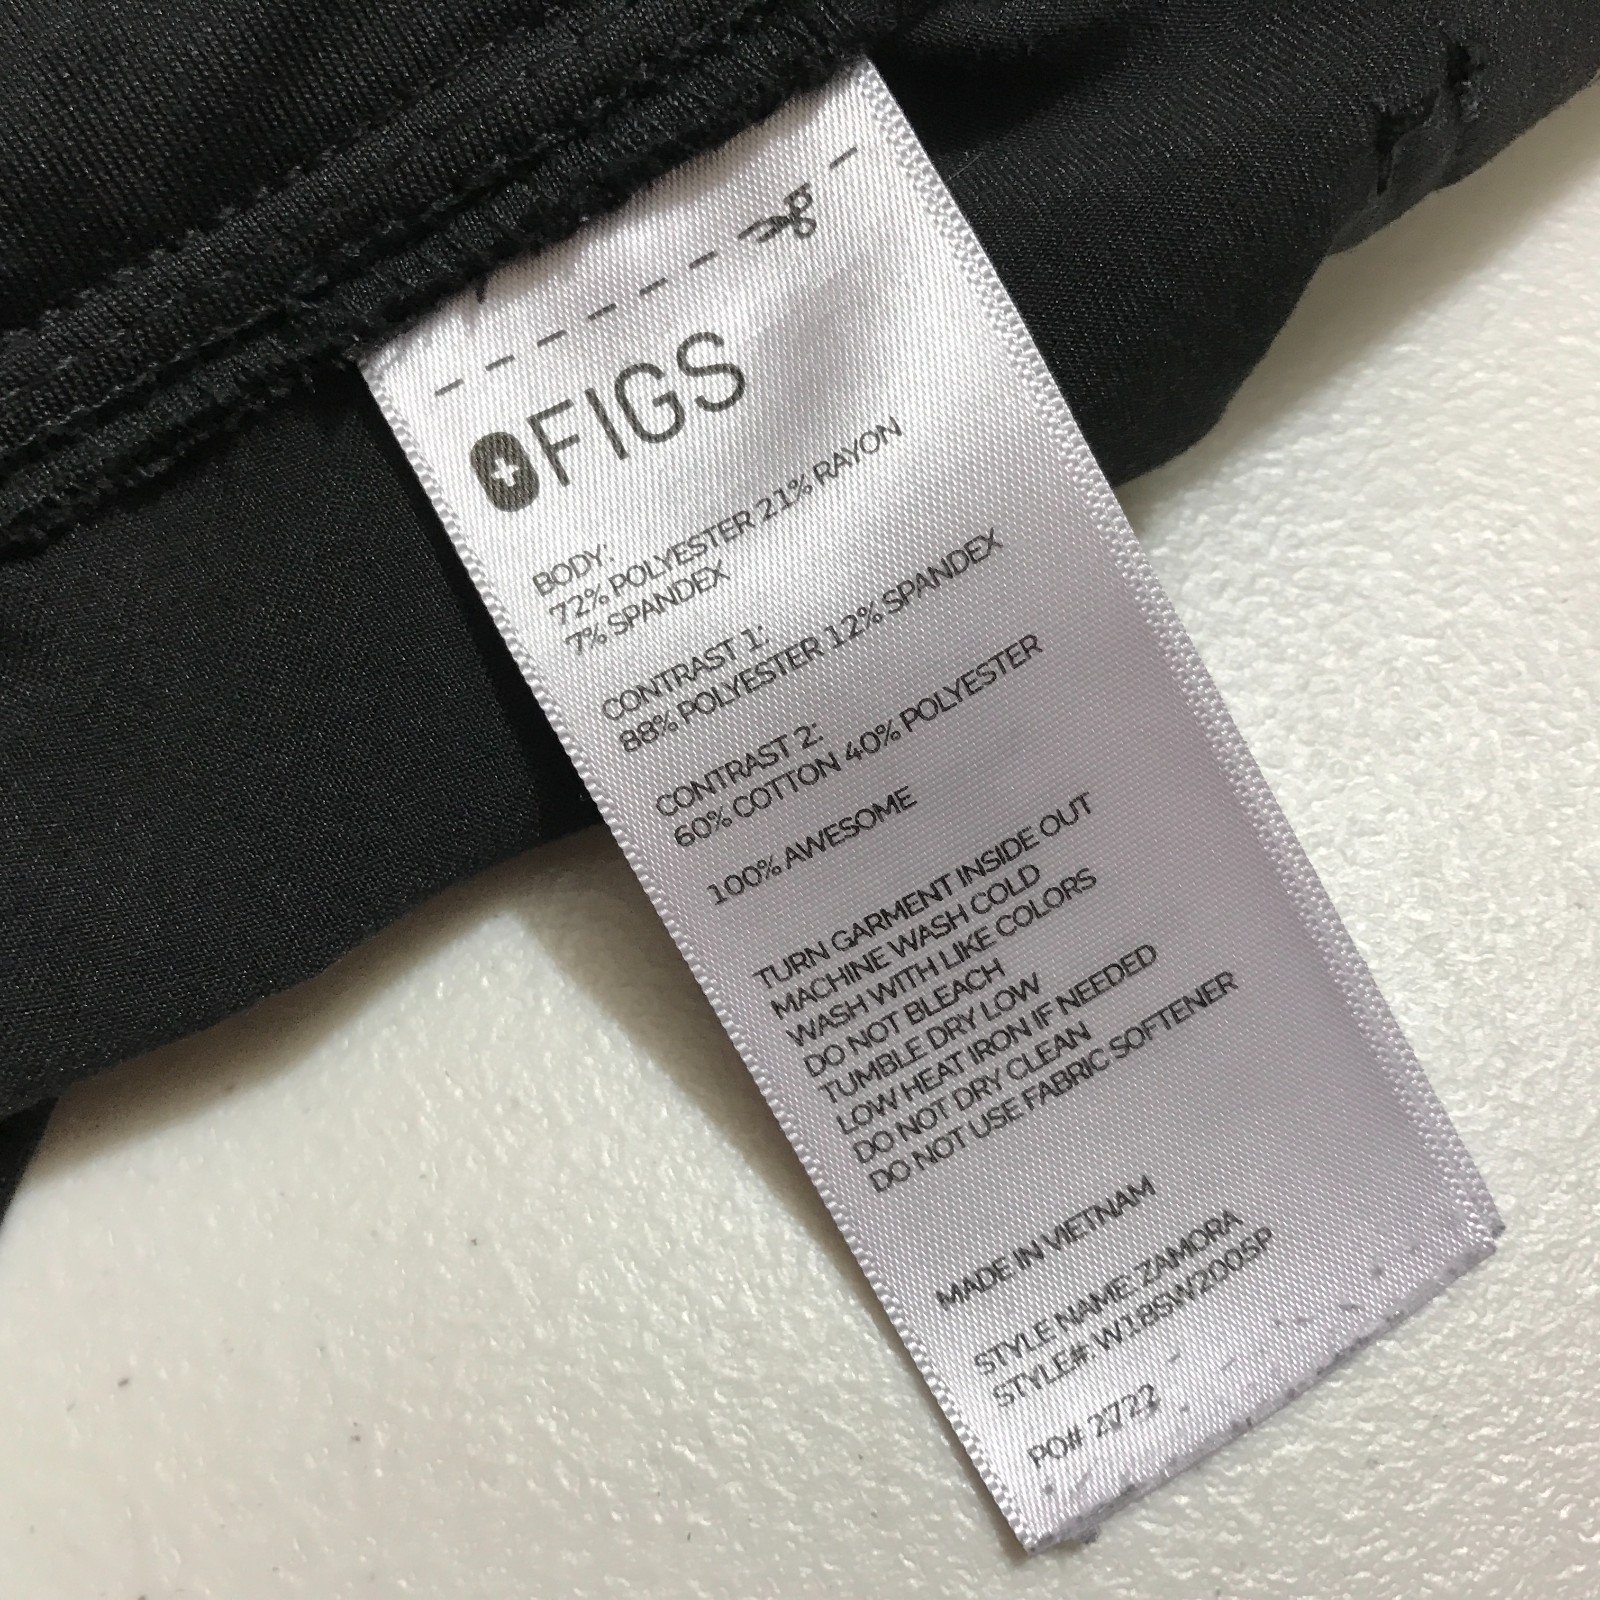 FIGS
BODY:
72% POLYESTER 21% RAYON
7% SPANDEX
CONTRAST 1:
88% POLYESTER 12% SPANDEX
CONTRAST 2:
60% COTTON 40% POLYESTER
100% AWESOME
TURN GARMENT INSIDE OUT
MACHINE WASH COLD
WASH WITH LIKE COLORS
DO NOT BLEACH
TUMBLE DRY LOW
LOW HEAT IRON IF NEEDED
DO NOT DRY CLEAN
DO NOT USE FABRIC SOFTENER
MADE IN VIETNAM
STYLE NAME: ZAMORA
STYLE#: W18SW2005P
PO# 2722